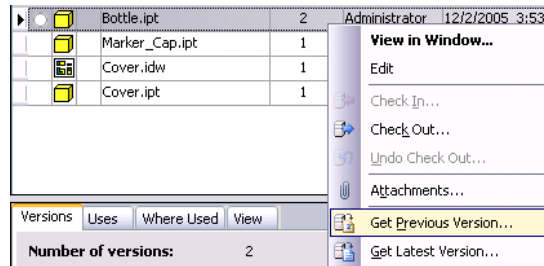 Bottle.ipt 2 Administrator 12/2/2005 3:53
Marker_Cap.ipt 1
Cover.idw 1
Cover.ipt 1
View in Window...
Edit
Check In...
Check Out...
Undo Check Out...
Attachments...
Get Previous Version...
Get Latest Version...
Versions Uses Where Used View
Number of versions: 2